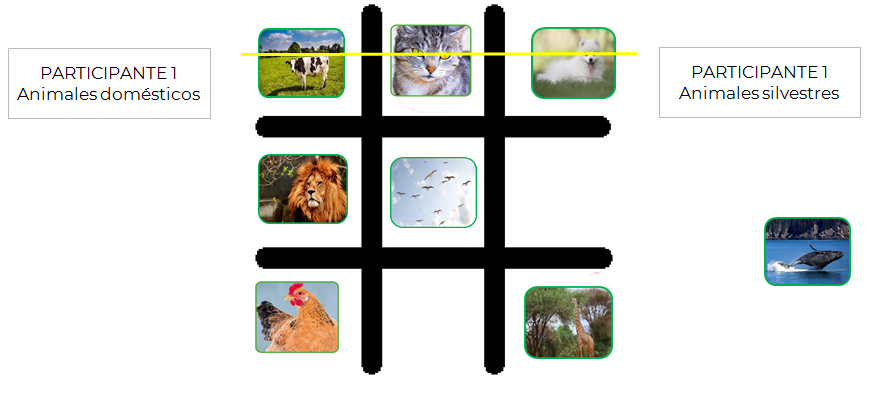 PARTICIPANTE 1
Animales domésticos
PARTICIPANTE 1
Animales silvestres